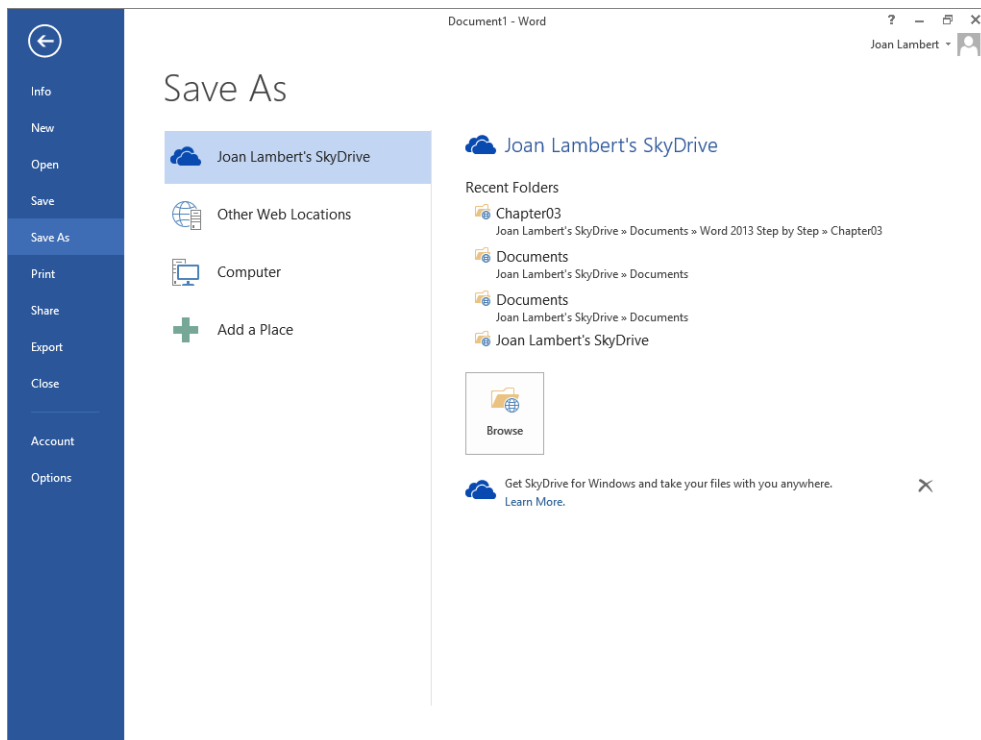 Document1 - Word
?
Joan Lambert
Info
New
Open
Save
Save As
Print
Share
Export
Close
Account
Options
Save As
Joan Lambert's SkyDrive
Other Web Locations
Computer
Add a Place
Joan Lambert's SkyDrive
Recent Folders
Chapter03
Joan Lambert's SkyDrive » Documents » Word 2013 Step by Step » Chapter03
Documents
Joan Lambert's SkyDrive » Documents
Documents
Joan Lambert's SkyDrive » Documents
Joan Lambert's SkyDrive
Browse
Get SkyDrive for Windows and take your files with you anywhere.
Learn More.